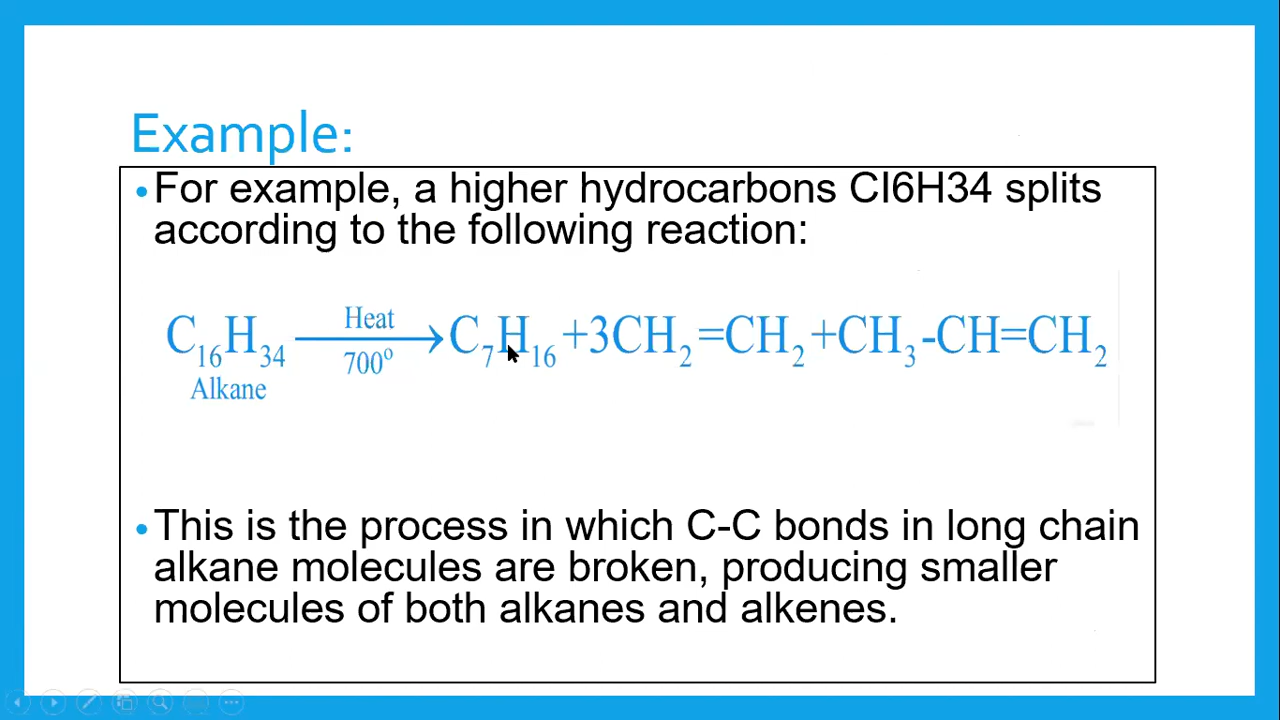 Example:
•For example, a higher hydrocarbons CI6H34 splits
according to the following reaction:
C₁₆H₃₄ Heat 700° → C₇H₁₆ +3CH₂=CH₂+CH₃-CH=CH₂
Alkane
•This is the process in which C-C bonds in long chain
alkane molecules are broken, producing smaller
molecules of both alkanes and alkenes.